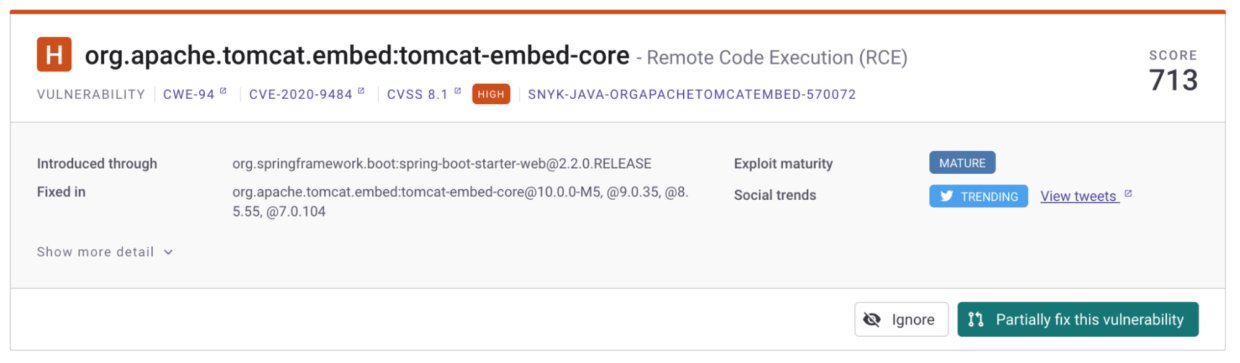 H org.apache.tomcat.embed:tomcat-embed-core - Remote Code Execution (RCE)
SCORE
713
VULNERABILITY CWE-94 CVE-2020-9484 CVSS 8.1 HIGH SNYK-JAVA-ORGAPACHETOMCATEMBED-570072
Introduced through org.springframework.boot:spring-boot-starter-web@2.2.0.RELEASE
Fixed in org.apache.tomcat.embed:tomcat-embed-core@10.0.0-M5, @9.0.35, @8.
5.55, @7.0.104
Exploit maturity MATURE
Social trends TRENDING View tweets
Show more detail
Ignore Partially fix this vulnerability